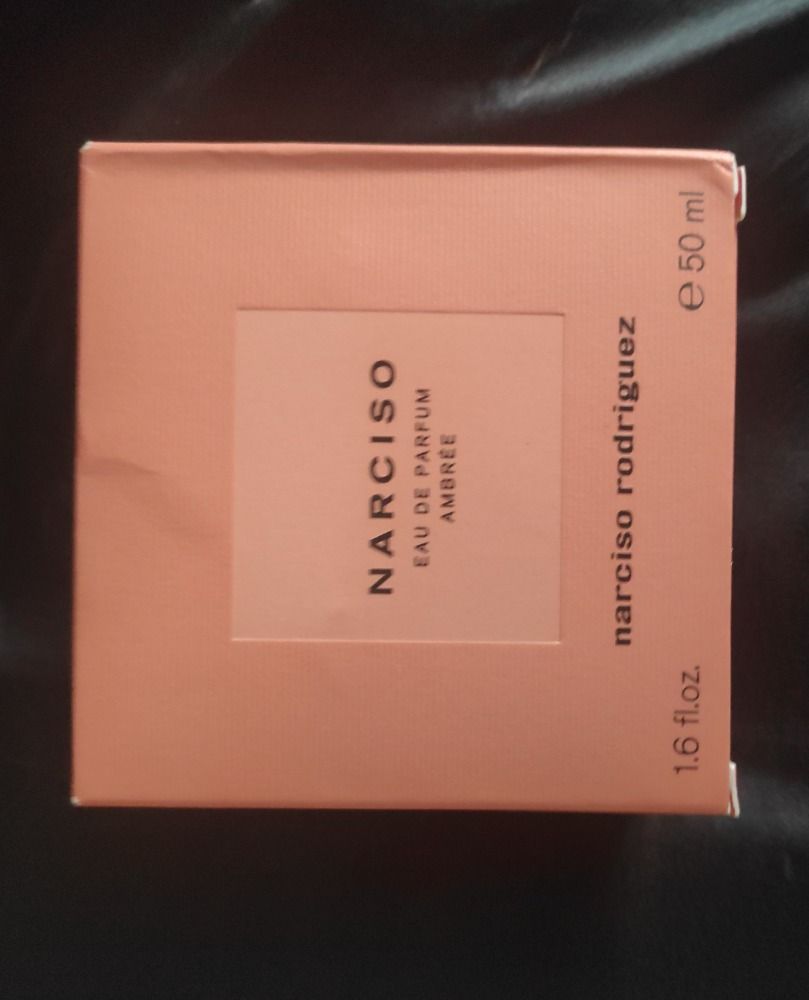 NARCISO
EAU DE PARFUM
AMBRÉE
narciso rodriguez
1.6 fl.oz. ℮ 50 ml